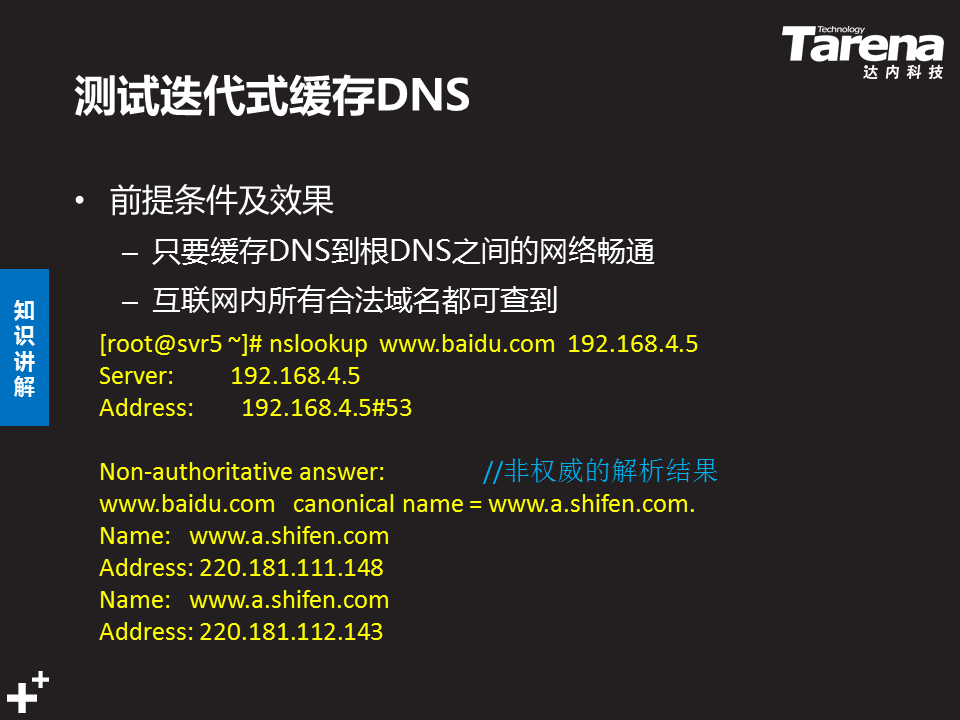 Technology
Tarena
达内科技
测试迭代式缓存DNS
• 前提条件及效果
– 只要缓存DNS到根DNS之间的网络畅通
– 互联网内所有合法域名都可查到
知识讲解
[root@svr5 ~]# nslookup www.baidu.com 192.168.4.5
Server: 192.168.4.5
Address: 192.168.4.5#53
Non-authoritative answer: //非权威的解析结果
www.baidu.com canonical name = www.a.shifen.com.
Name: www.a.shifen.com
Address: 220.181.111.148
Name: www.a.shifen.com
Address: 220.181.112.143